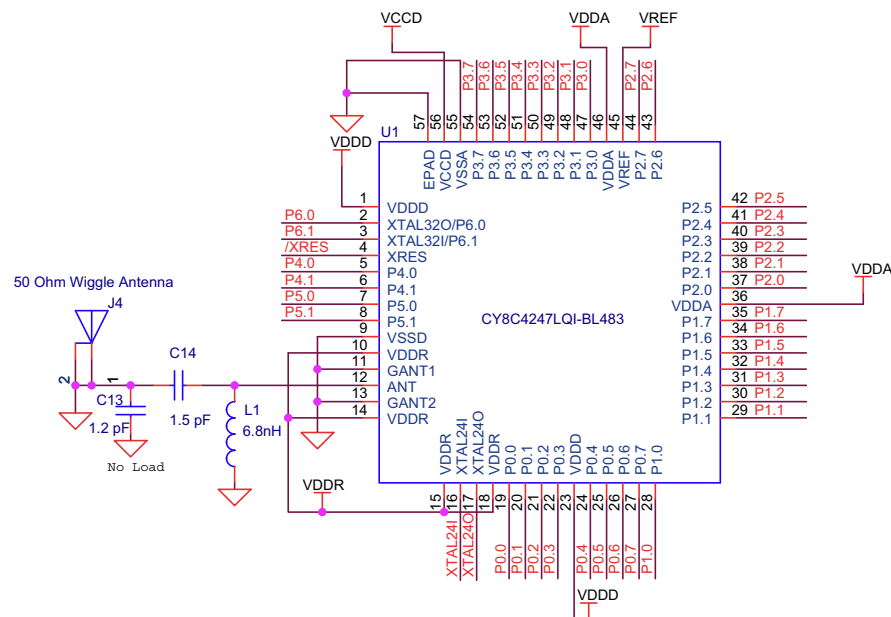 VCCD
VDDA
VREF
P3.7
P3.6
P3.5
P3.4
P3.3
P3.2
P3.1
P3.0
P2.7
P2.6
57
56
55
54
53
52
51
50
49
48
47
46
45
44
43
U1
EPAD
VCCD
VSSA
P3.7
P3.6
P3.5
P3.4
P3.3
P3.2
P3.1
P3.0
VDDA
VREF
P2.7
P2.6
VDDD
1 VDDD
P6.0 2 XTAL32O/P6.0
P6.1 3 XTAL32I/P6.1
/XRES 4 XRES
P4.0 5 P4.0
P4.1 6 P4.1
P5.0 7 P5.0
P5.1 8 P5.1
9 VSSD
10 VDDR
11 GANT1
12 ANT
13 GANT2
14 VDDR
CY8C4247LQI-BL483
P2.5 42 P2.5
P2.4 41 P2.4
P2.3 40 P2.3
P2.2 39 P2.2
P2.1 38 P2.1
P2.0 37 P2.0
VDDA 36
VDDA
P1.7 35 P1.7
P1.6 34 P1.6
P1.5 33 P1.5
P1.4 32 P1.4
P1.3 31 P1.3
P1.2 30 P1.2
P1.1 29 P1.1
50 Ohm Wiggle Antenna
J4
2
1
C14
1.5 pF
C13
1.2 pF
No Load
L1
6.8nH
VDDR
VDDR
XTAL24I
XTAL24O
VDDR
P0.0
P0.1
P0.2
P0.3
VDDD
P0.4
P0.5
P0.6
P0.7
P1.0
15
16
17
18
19
20
21
22
23
24
25
26
27
28
XTAL24I
XTAL24O
P0.0
P0.1
P0.2
P0.3
P0.4
P0.5
P0.6
P0.7
P1.0
VDDD